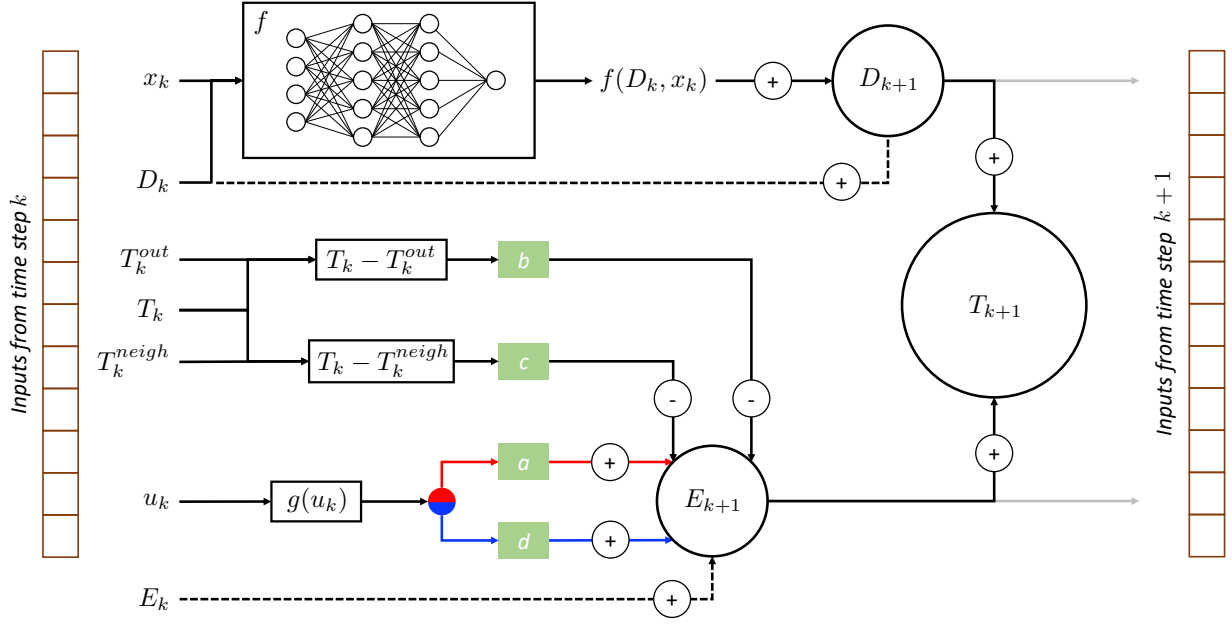 Inputs from time step k
f
x_k
f(D_k, x_k)
+
D_{k+1}
D_k
+
+
T_k^{out}
T_k − T_k^{out}
b
T_k
T_{k+1}
T_k^{neigh}
T_k − T_k^{neigh}
c
-
-
a
+
+
u_k
g(u_k)
E_{k+1}
d
+
E_k
+
Inputs from time step k + 1